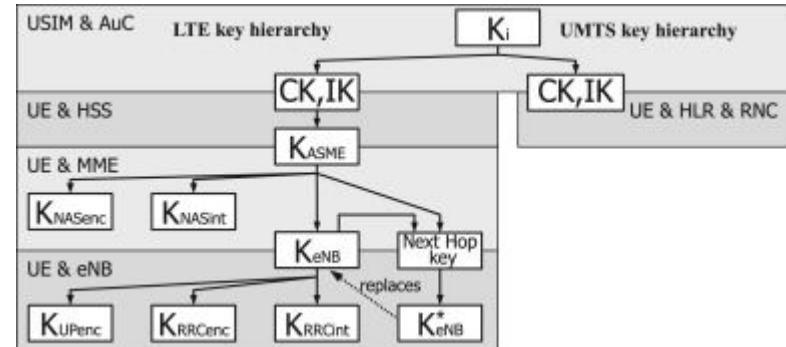 USIM & AuC
LTE key hierarchy
Ki
UMTS key hierarchy
CK,IK
CK,IK
UE & HSS
UE & HLR & RNC
KASME
UE & MME
KNASenc
KNASint
KeNB
Next Hop
key
UE & eNB
replaces
KUPenc
KRRCenc
KRRCint
K*eNB